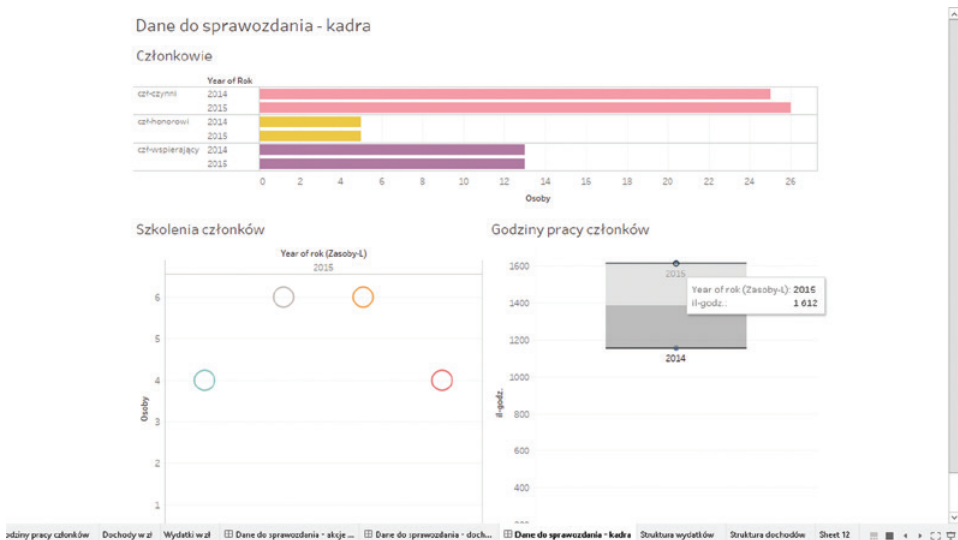 Dane do sprawozdania - kadra
Członkowie
Year of Rok
czł-czynni 2014
2015
czł-honorowi 2014
2015
czł-wspierający 2014
2015
0 2 4 6 8 10 12 14 16 18 20 22 24 26
Osoby
Szkolenia członków
Year of rok (Zasoby-L)
2015
6
5
4
3
2
1
Osoby
Godziny pracy członków
1600
1400
1200
1000
800
600
400
il-godz.
2015
Year of rok (Zasoby-L): 2015
il-godz.: 1 612
2014
odziny pracy członków Dochody w zł Wydatki w zł Dane do sprawozdania - akcje ... Dane do sprawozdania - doch... Dane do sprawozdania - kadra Struktura wydatków Struktura dochodów Sheet 12